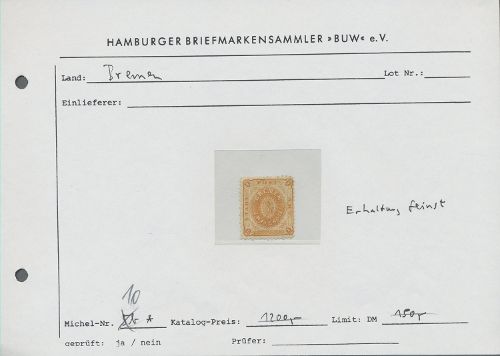 HAMBURGER BRIEFMARKENSAMMLER »BUW« e.V.
Land: Bremen Lot Nr.:
Einlieferer:
Erhaltung feinst
10
Michel-Nr. A Katalog-Preis: 1200,- Limit: DM 150,-
geprüft: ja / nein Prüfer: